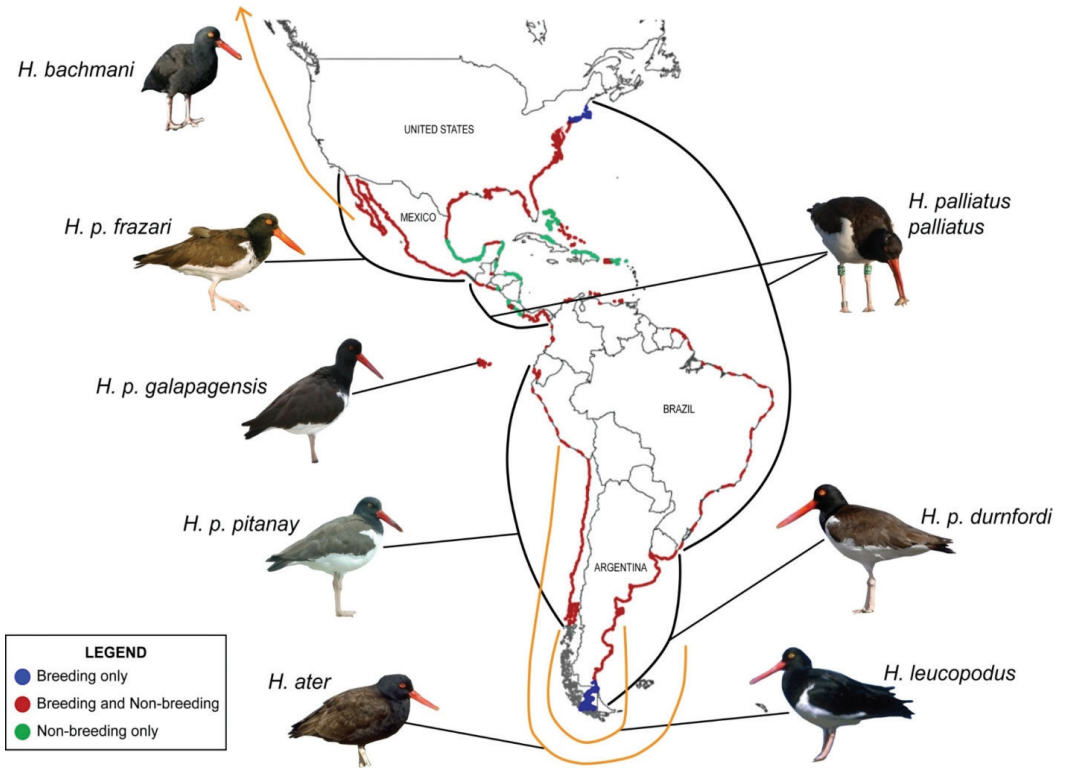 H. bachmani
UNITED STATES
H. p. frazari
MEXICO
H. palliatus
palliatus
H. p. galapagensis
BRAZIL
H. p. pitanay
H. p. durnfordi
ARGENTINA
LEGEND
Breeding only
Breeding and Non-breeding
Non-breeding only
H. ater
H. leucopodus